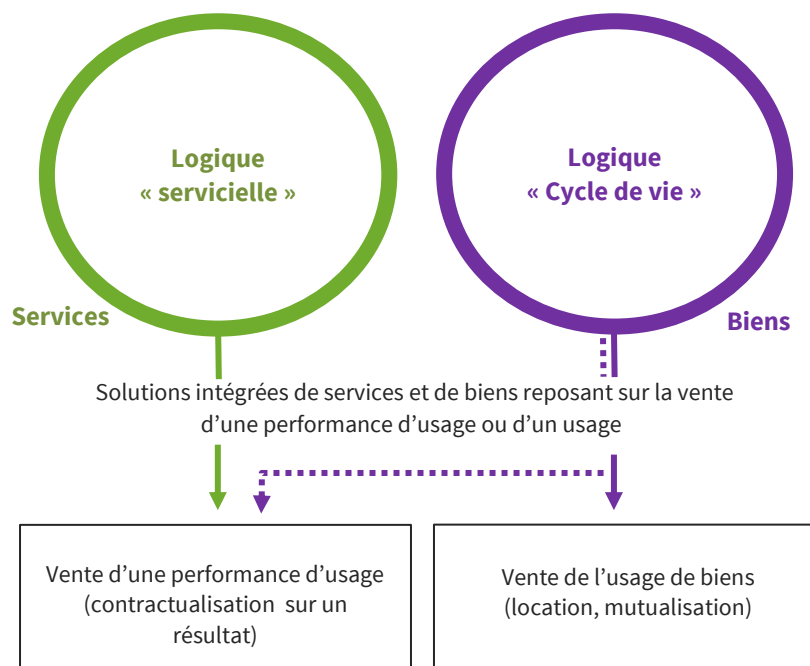 Logique
« servicielle »
Logique
« Cycle de vie »
Services
Biens
Solutions intégrées de services et de biens reposant sur la vente
d’une performance d’usage ou d’un usage
Vente d’une performance d’usage
(contractualisation sur un
résultat)
Vente de l’usage de biens
(location, mutualisation)